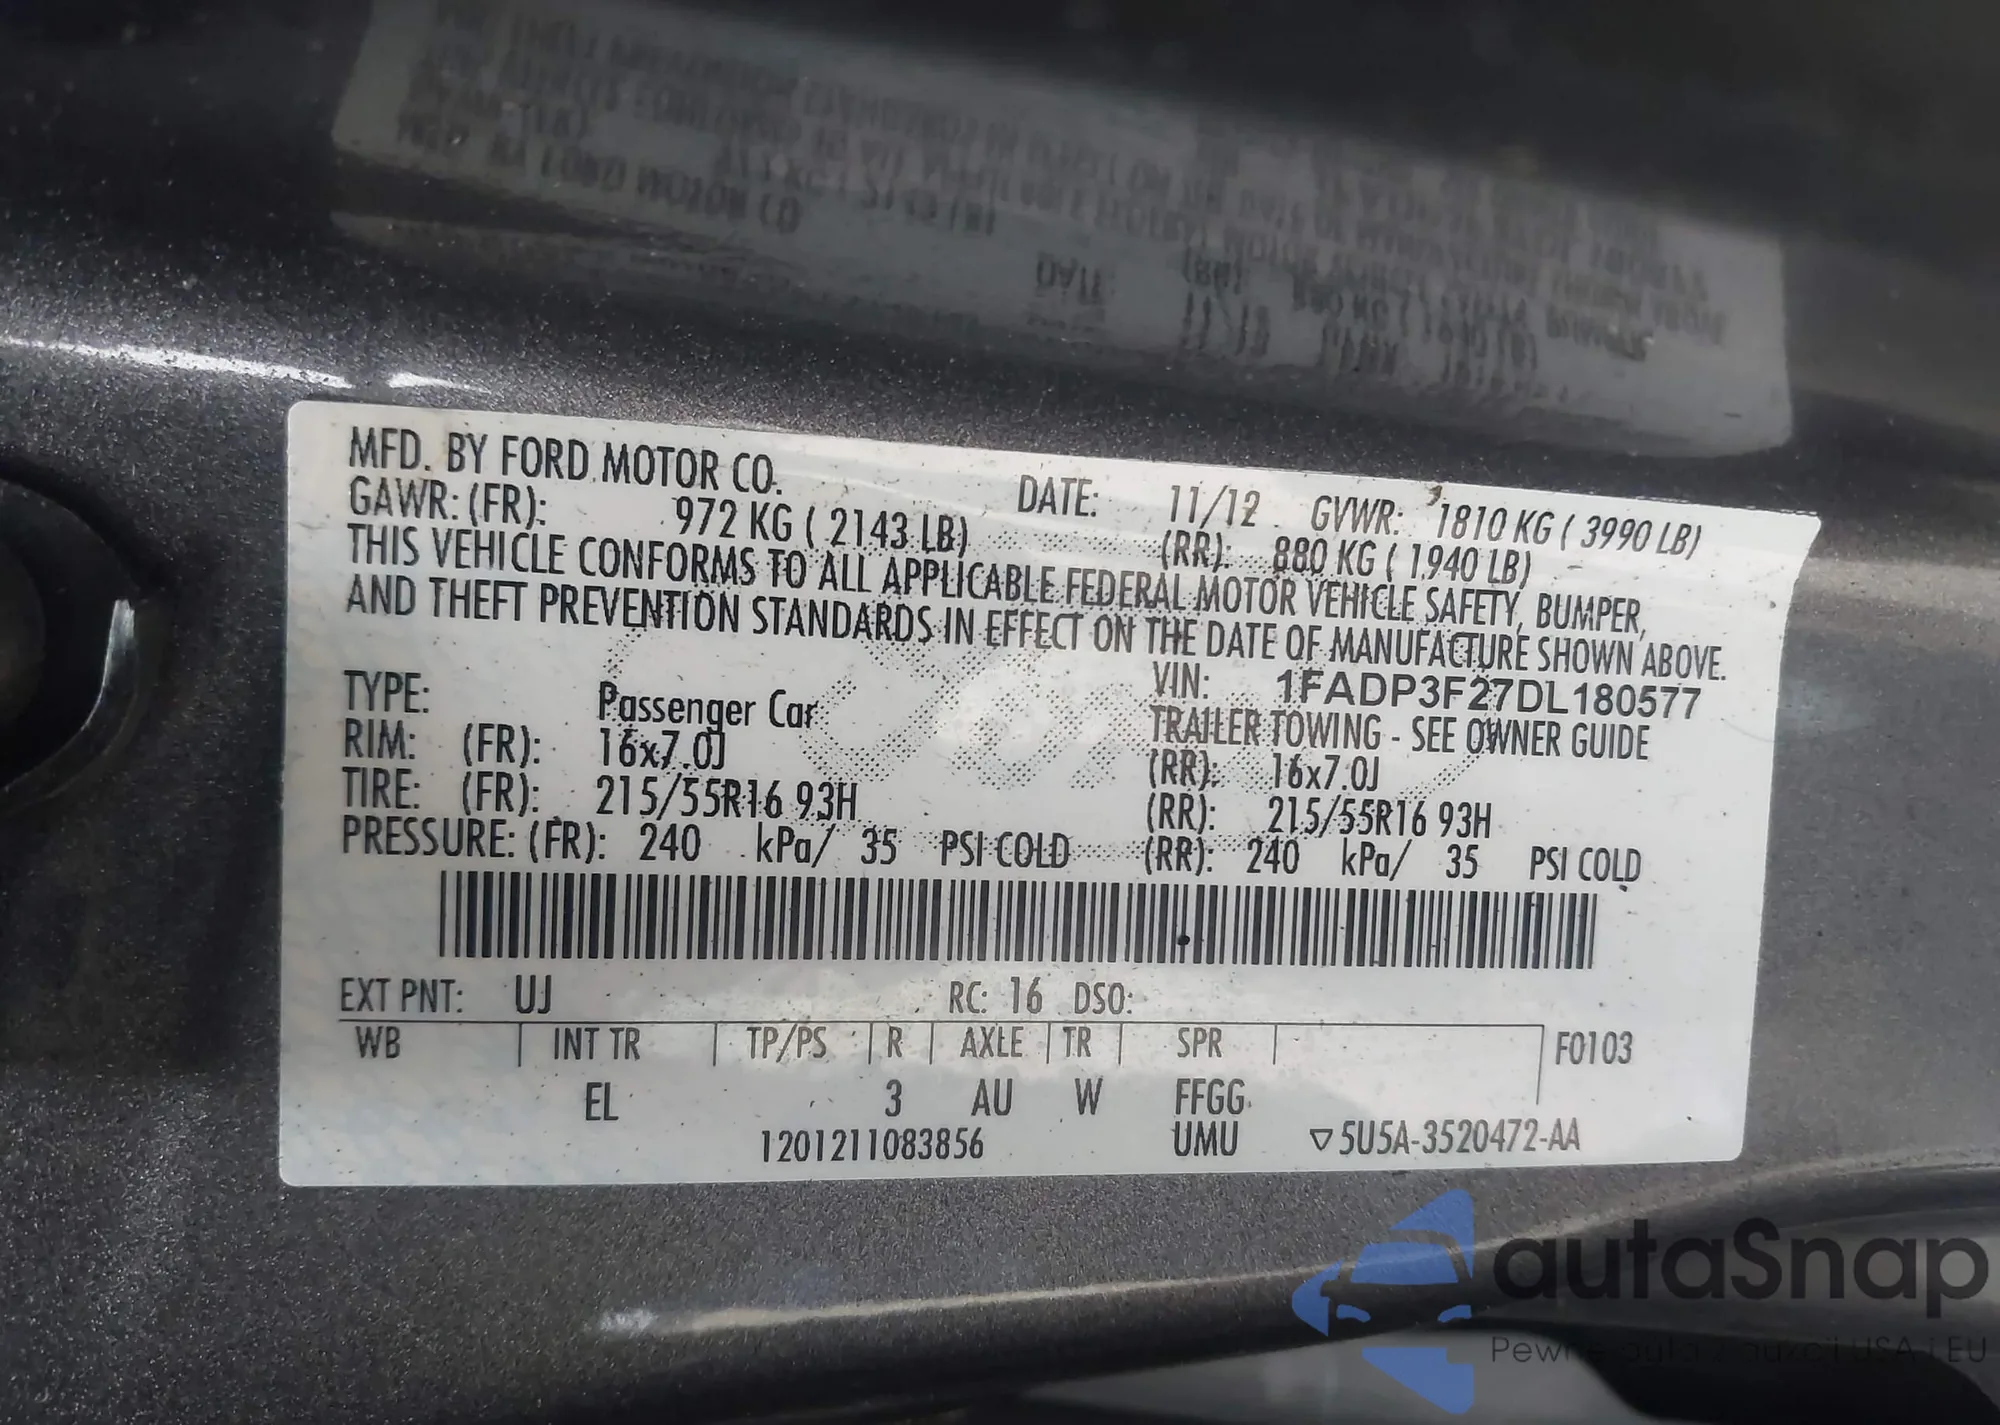 MFD. BY FORD MOTOR CO.
DATE: 11/12 GVWR: 1810 KG ( 3990 LB)
GAWR: (FR): 972 KG ( 2143 LB) (RR): 880 KG ( 1940 LB)
THIS VEHICLE CONFORMS TO ALL APPLICABLE FEDERAL MOTOR VEHICLE SAFETY, BUMPER,
AND THEFT PREVENTION STANDARDS IN EFFECT ON THE DATE OF MANUFACTURE SHOWN ABOVE.
VIN: 1FADP3F27DL180577
TYPE: Passenger Car TRAILER TOWING - SEE OWNER GUIDE
RIM: (FR): 16x7.0J (RR): 16x7.0J
TIRE: (FR): 215/55R16 93H (RR): 215/55R16 93H
PRESSURE: (FR): 240 kPa/ 35 PSI COLD (RR): 240 kPa/ 35 PSI COLD
EXT PNT: UJ RC: 16 DSO:
WB INT TR TP/PS R AXLE TR SPR F0103
EL 3 AU W FFGG
1201211083856 UMU ▽5U5A-3520472-AA
autaSnap
Pewne auta z aukcji USA i EU